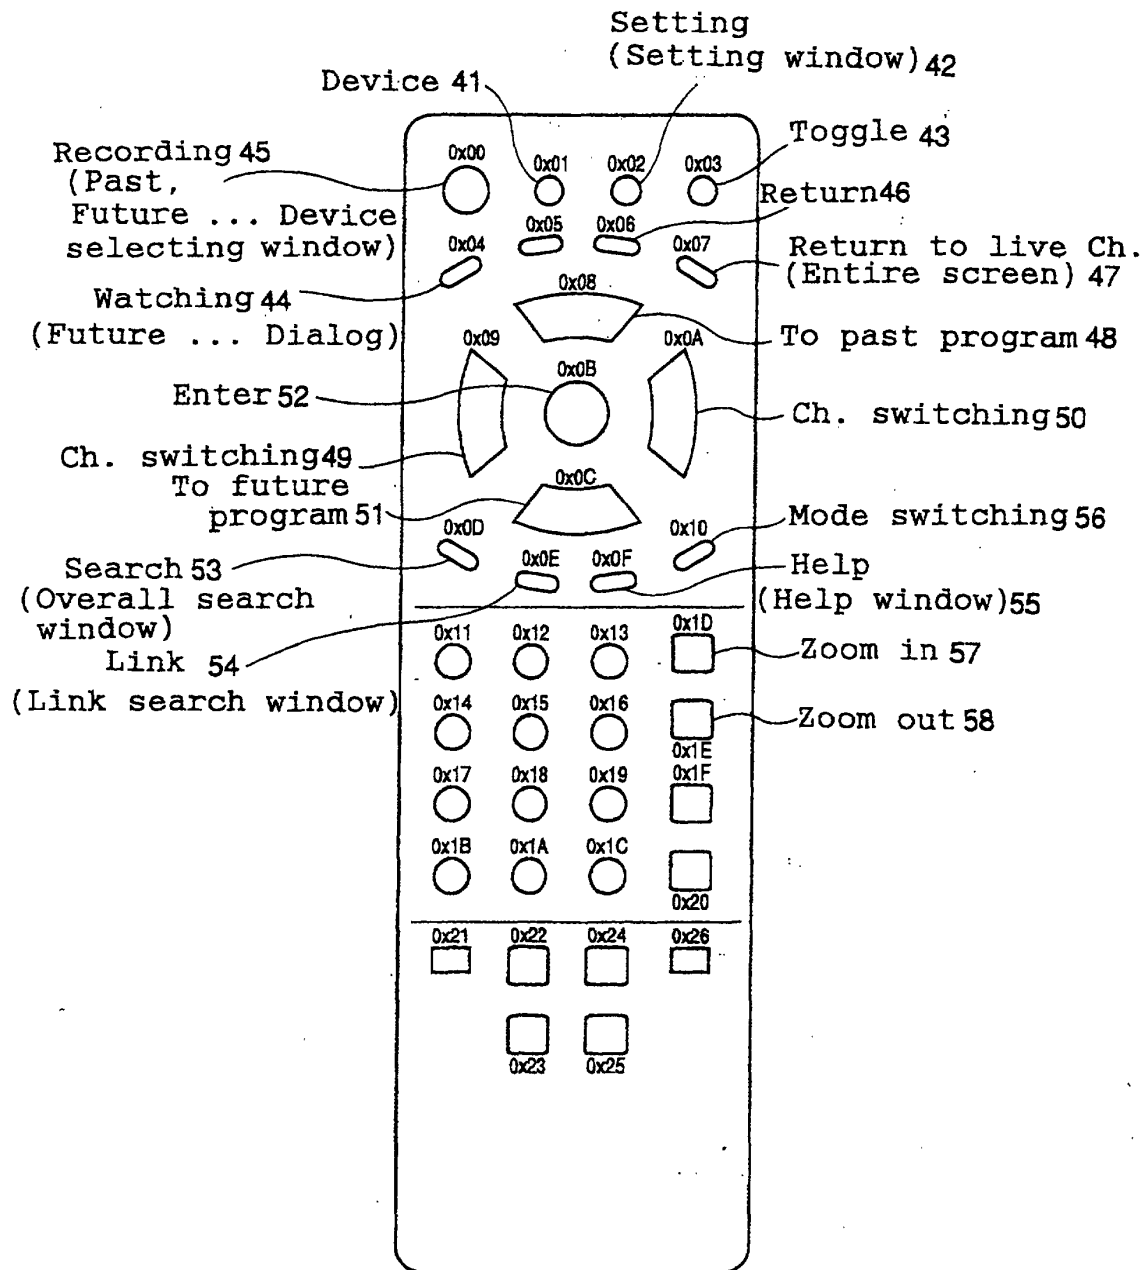 Setting
(Setting window) 42
Device 41
Toggle 43
Recording 45
(Past,
Future ... Device
selecting window)
Return 46
Return to live Ch.
(Entire screen) 47
Watching 44
(Future ... Dialog)
To past program 48
Enter 52
Ch. switching 50
Ch. switching 49
To future
program 51
Mode switching 56
Search 53
(Overall search
window)
Help
(Help window) 55
Link 54
(Link search window)
Zoom in 57
Zoom out 58
0x00 0x01 0x02 0x03
0x04 0x05 0x06 0x07
0x08
0x09 0x0A
0x0B
0x0C
0x0D 0x0E 0x0F 0x10
0x11 0x12 0x13 0x1D
0x14 0x15 0x16
0x1E
0x17 0x18 0x19 0x1F
0x1B 0x1A 0x1C
0x20
0x21 0x22 0x24 0x26
0x23 0x25